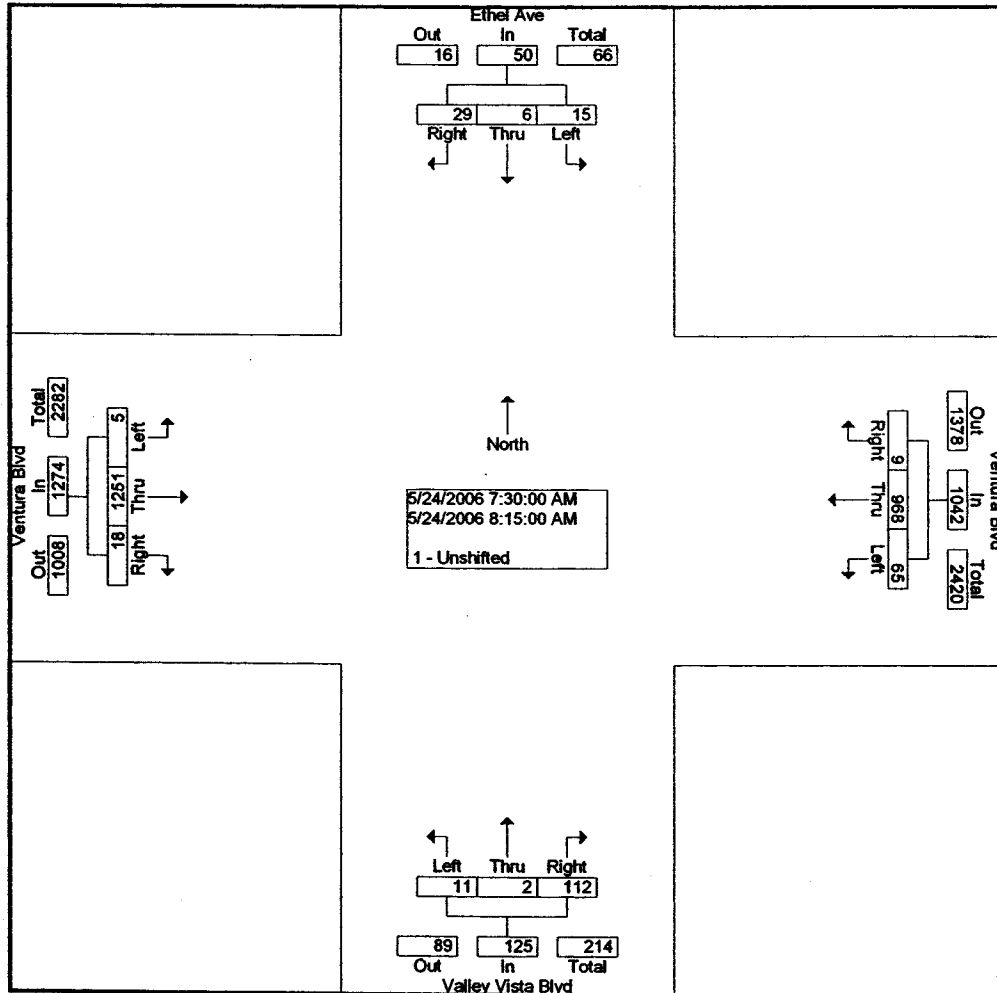 Ethel Ave
Out In Total
16 50 66
29 6 15
Right Thru Left
Ventura Blvd
Total In Out
2282 1274 1008
5 1251 18
Left Thru Right
North
5/24/2006 7:30:00 AM
5/24/2006 8:15:00 AM
1 - Unshifted
Right Thru Left
9 968 65
Out In Total
1378 1042 2420
Ventura Blvd
Left Thru Right
11 2 112
89 125 214
Out In Total
Valley Vista Blvd